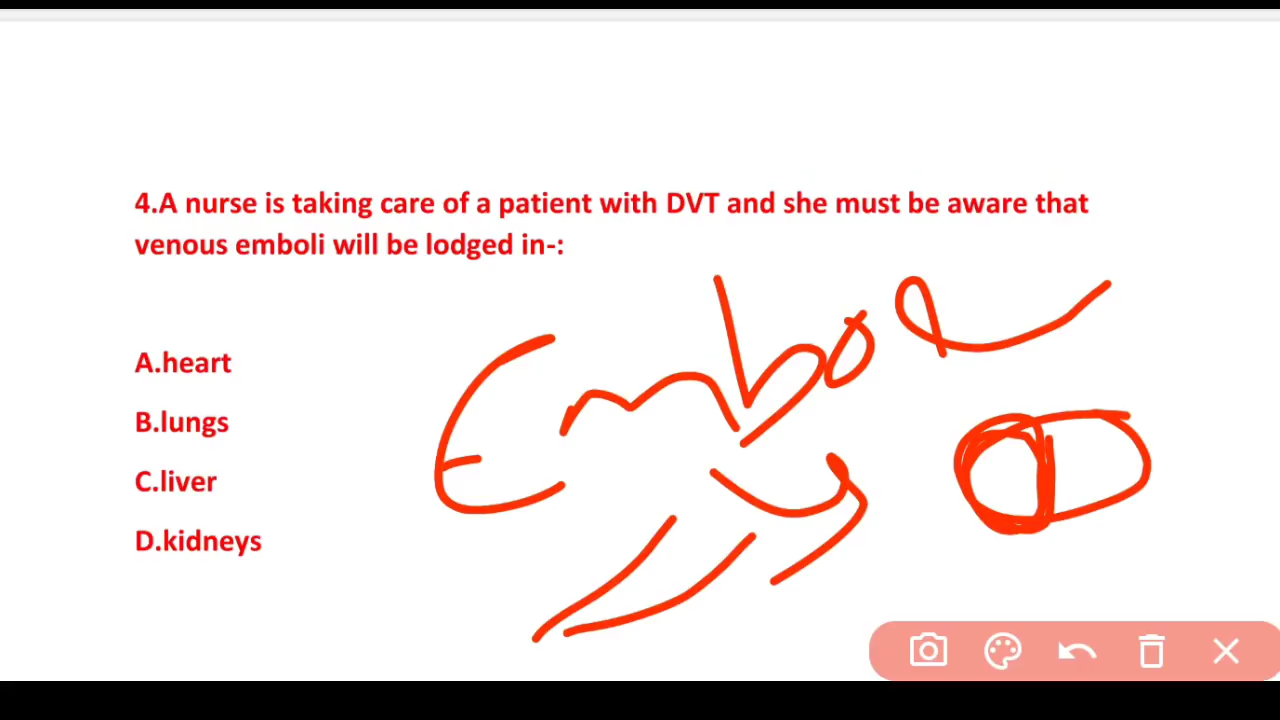 4.A nurse is taking care of a patient with DVT and she must be aware that
venous emboli will be lodged in-:
A.heart
B.lungs
C.liver
D.kidneys